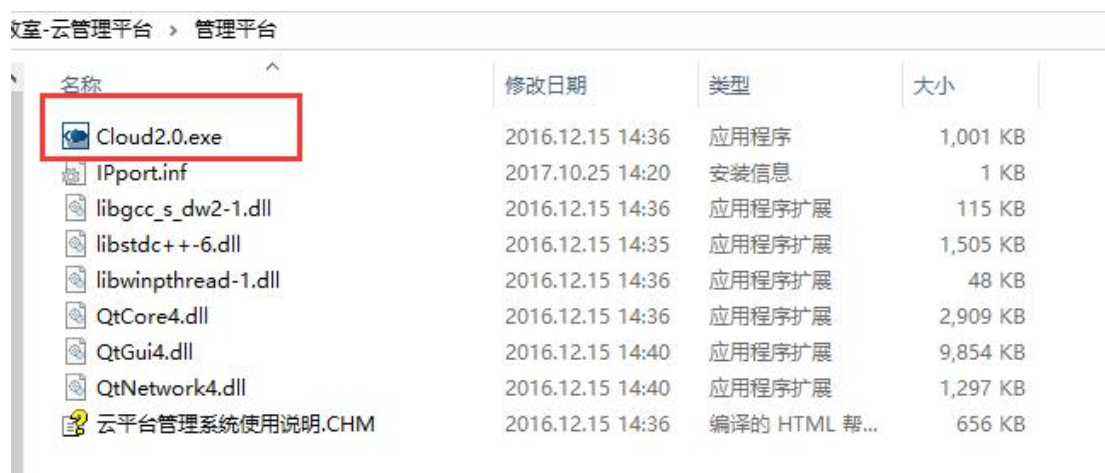 教室-云管理平台 › 管理平台
名称 修改日期 类型 大小
Cloud2.0.exe 2016.12.15 14:36 应用程序 1,001 KB
IPport.inf 2017.10.25 14:20 安装信息 1 KB
libgcc_s_dw2-1.dll 2016.12.15 14:36 应用程序扩展 115 KB
libstdc++-6.dll 2016.12.15 14:35 应用程序扩展 1,505 KB
libwinpthread-1.dll 2016.12.15 14:36 应用程序扩展 48 KB
QtCore4.dll 2016.12.15 14:36 应用程序扩展 2,909 KB
QtGui4.dll 2016.12.15 14:40 应用程序扩展 9,854 KB
QtNetwork4.dll 2016.12.15 14:40 应用程序扩展 1,297 KB
云平台管理系统使用说明.CHM 2016.12.15 14:36 编译的 HTML 帮... 656 KB